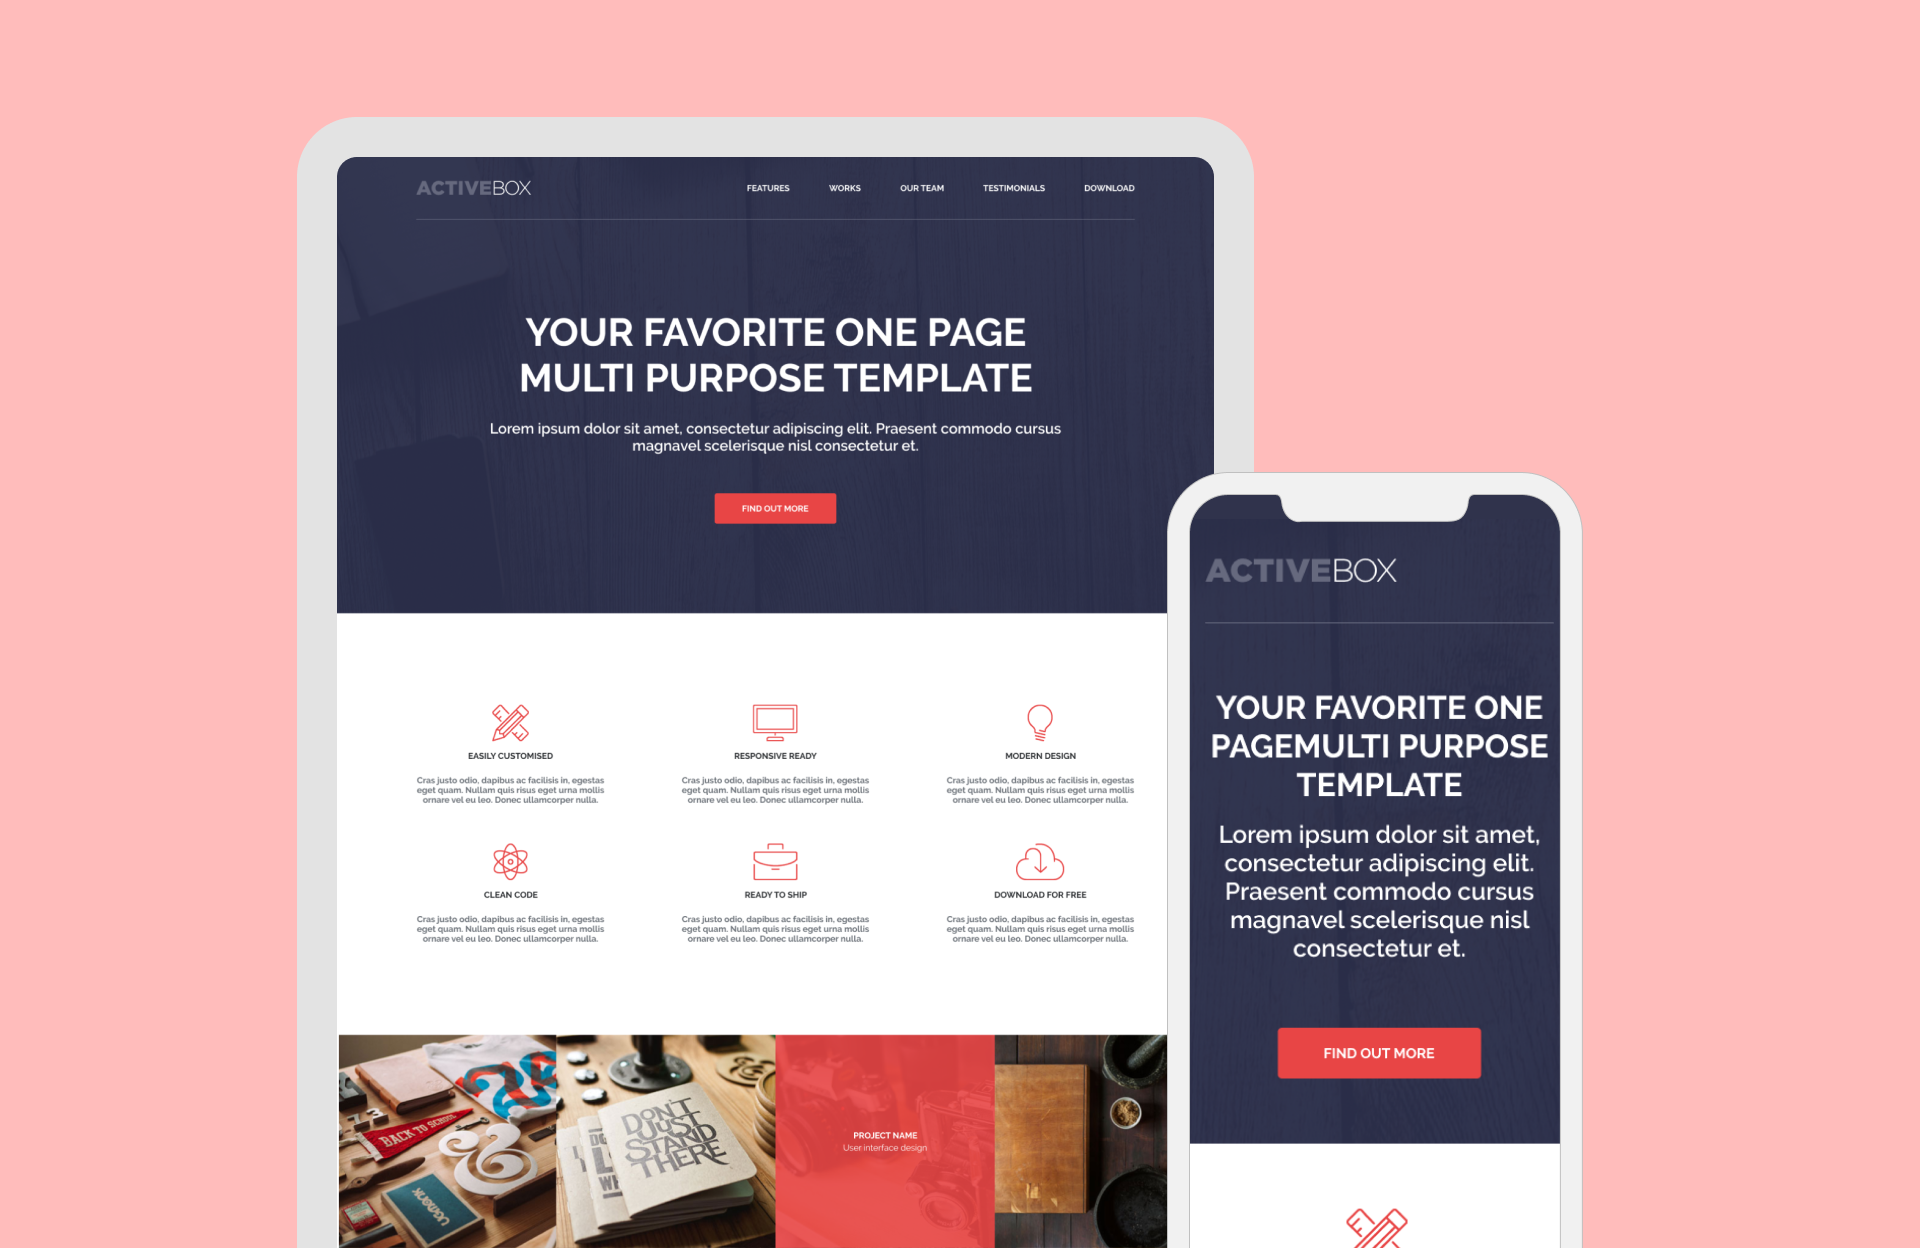 ACTIVEBOX
FEATURES WORKS OUR TEAM TESTIMONIALS DOWNLOAD
YOUR FAVORITE ONE PAGE
MULTI PURPOSE TEMPLATE
Lorem ipsum dolor sit amet, consectetur adipiscing elit. Praesent commodo cursus
magnavel scelerisque nisl consectetur et.
FIND OUT MORE
EASILY CUSTOMISED
Cras justo odio, dapibus ac facilisis in, egestas
eget quam. Nullam quis risus eget urna mollis
ornare vel eu leo. Donec ullamcorper nulla.
RESPONSIVE READY
Cras justo odio, dapibus ac facilisis in, egestas
eget quam. Nullam quis risus eget urna mollis
ornare vel eu leo. Donec ullamcorper nulla.
MODERN DESIGN
Cras justo odio, dapibus ac facilisis in, egestas
eget quam. Nullam quis risus eget urna mollis
ornare vel eu leo. Donec ullamcorper nulla.
CLEAN CODE
Cras justo odio, dapibus ac facilisis in, egestas
eget quam. Nullam quis risus eget urna mollis
ornare vel eu leo. Donec ullamcorper nulla.
READY TO SHIP
Cras justo odio, dapibus ac facilisis in, egestas
eget quam. Nullam quis risus eget urna mollis
ornare vel eu leo. Donec ullamcorper nulla.
DOWNLOAD FOR FREE
Cras justo odio, dapibus ac facilisis in, egestas
eget quam. Nullam quis risus eget urna mollis
ornare vel eu leo. Donec ullamcorper nulla.
73
BACK TO SCHOOL
&
DON'T
JUST
STAND
THERE
PROJECT NAME
User interface design
ACTIVEBOX
YOUR FAVORITE ONE
PAGEMULTI PURPOSE
TEMPLATE
Lorem ipsum dolor sit amet,
consectetur adipiscing elit.
Praesent commodo cursus
magnavel scelerisque nisl
consectetur et.
FIND OUT MORE